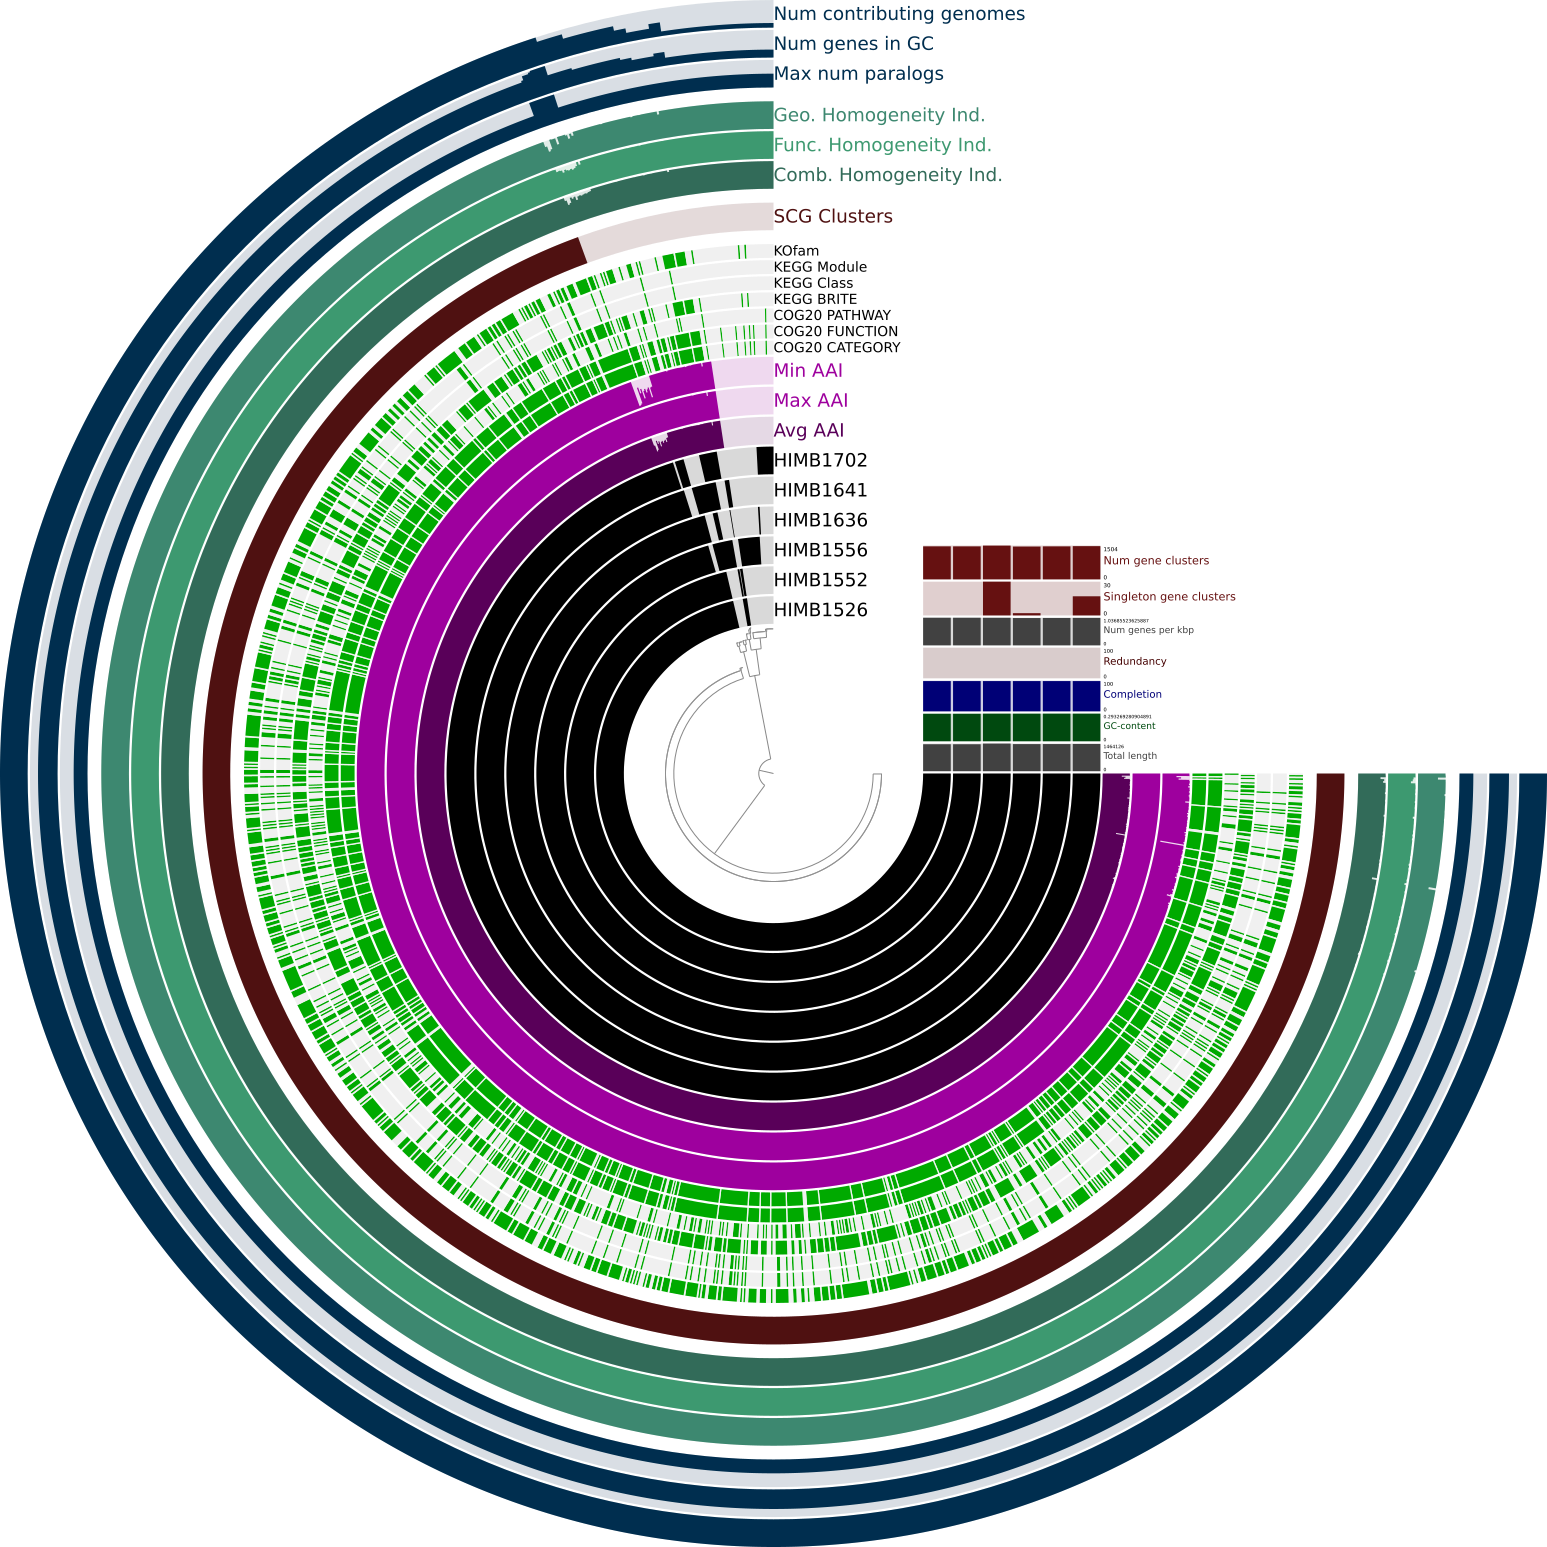 Num contributing genomes
Num genes in GC
Max num paralogs
Geo. Homogeneity Ind.
Func. Homogeneity Ind.
Comb. Homogeneity Ind.
SCG Clusters
KOfam
KEGG Module
KEGG Class
KEGG BRITE
COG20 PATHWAY
COG20 FUNCTION
COG20 CATEGORY
Min AAI
Max AAI
Avg AAI
HIMB1702
HIMB1641
HIMB1636
HIMB1556
HIMB1552
HIMB1526
1504
Num gene clusters
0
30
Singleton gene clusters
0
Num genes per kbp
0
100
Redundancy
0
100
Completion
0
GC-content
0
1464126
Total length
0